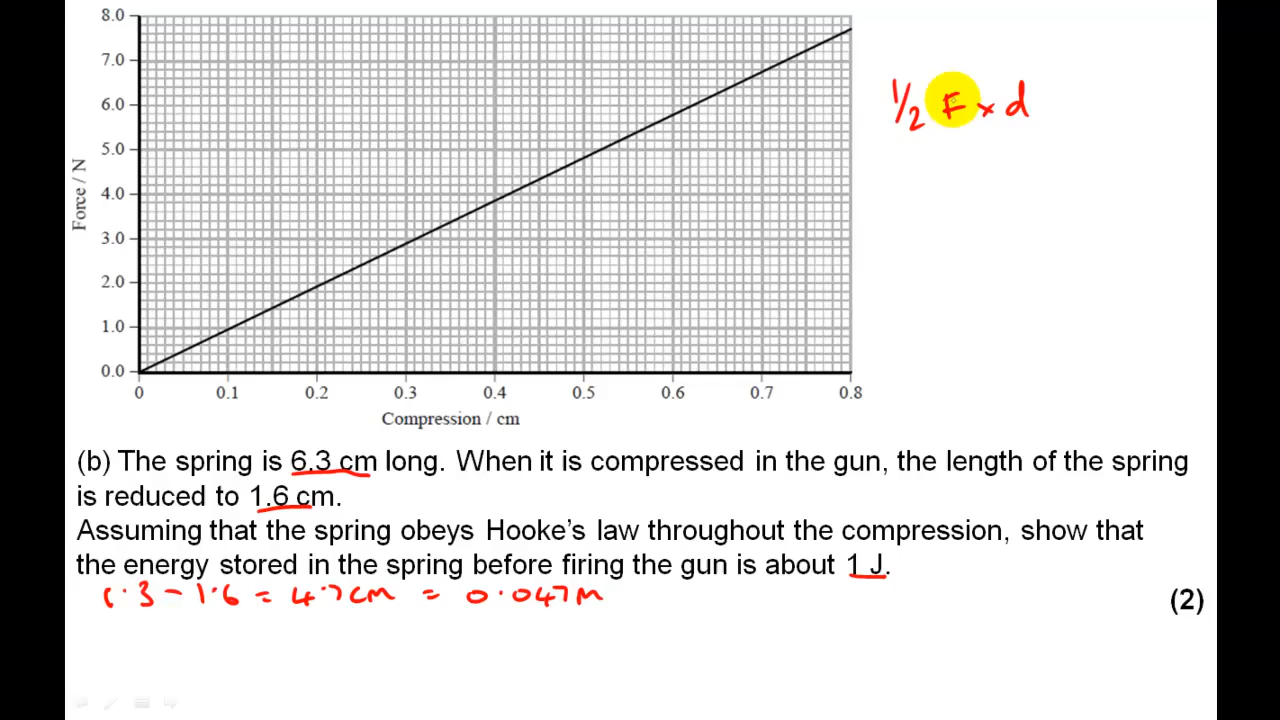 8.0
7.0
6.0
5.0
4.0
3.0
2.0
1.0
0.0
Force / N
0 0.1 0.2 0.3 0.4 0.5 0.6 0.7 0.8
Compression / cm
½ F × d
(b) The spring is 6.3 cm long. When it is compressed in the gun, the length of the spring
is reduced to 1.6 cm.
Assuming that the spring obeys Hooke's law throughout the compression, show that
the energy stored in the spring before firing the gun is about 1 J.
6.3 - 1.6 = 4.7cm = 0.047m
(2)